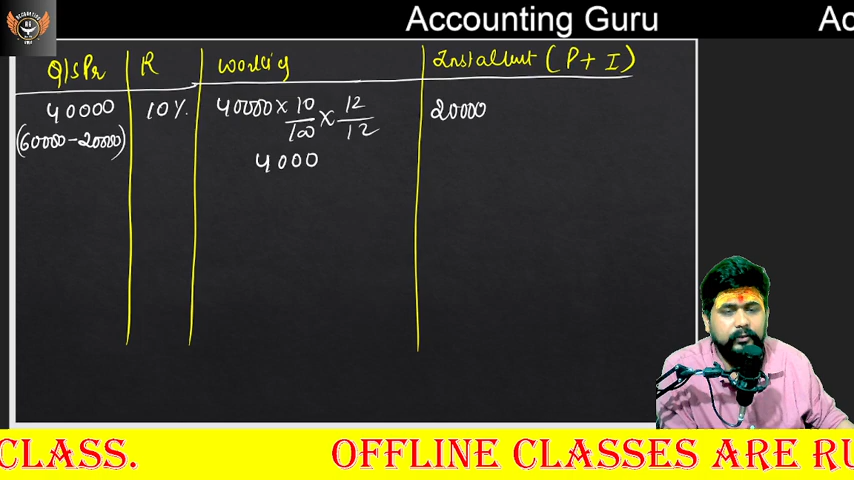 Accounting Guru
Ac
O/S Pr R Working Installment (P+ I)
40000 10%. 40000 × 10/100 × 12/12 20000
(60000-20000)
4000
CLASS. OFFLINE CLASSES ARE RU